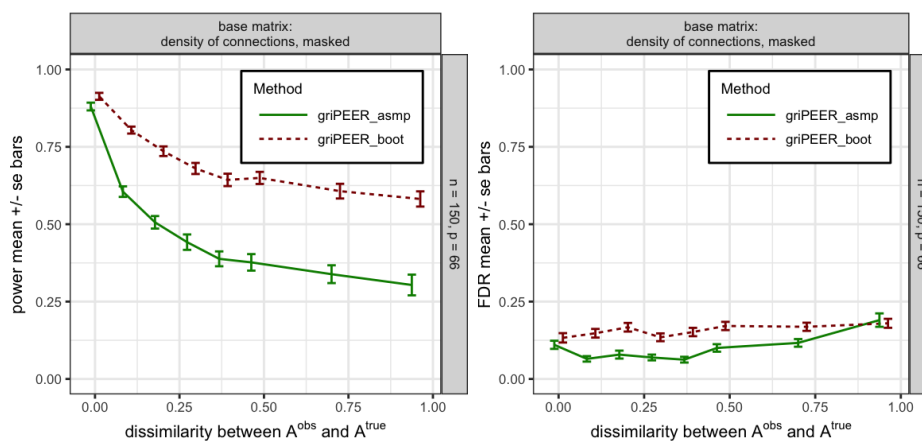 base matrix:
density of connections, masked
power mean +/- se bars
1.00
0.75
0.50
0.25
0.00
Method
griPEER_asmp
griPEER_boot
n = 150, p = 66
0.00 0.25 0.50 0.75 1.00
dissimilarity between A^obs and A^true
base matrix:
density of connections, masked
FDR mean +/- se bars
1.00
0.75
0.50
0.25
0.00
Method
griPEER_asmp
griPEER_boot
n = 150, p = 66
0.00 0.25 0.50 0.75 1.00
dissimilarity between A^obs and A^true